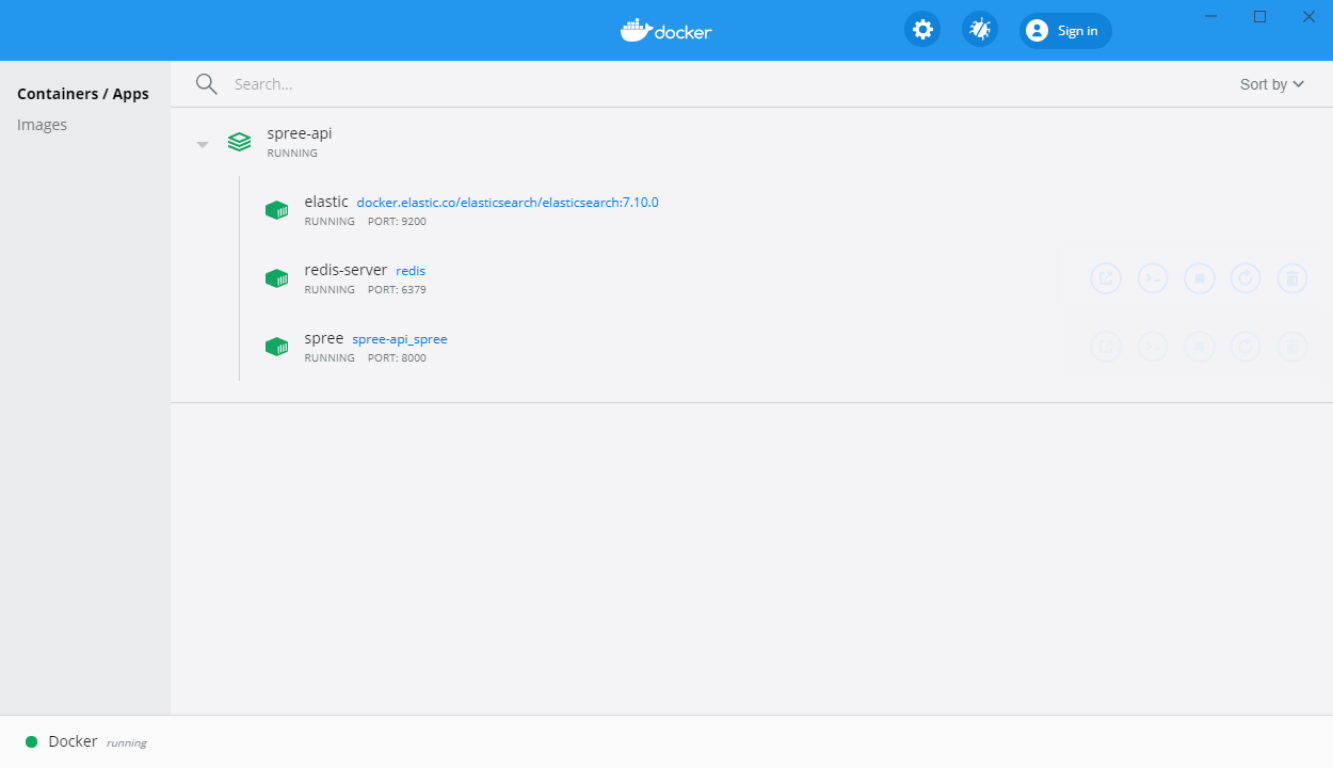 docker
Sign in
Containers / Apps
Images
Search...
Sort by
spree-api
RUNNING
elastic docker.elastic.co/elasticsearch/elasticsearch:7.10.0
RUNNING PORT: 9200
redis-server redis
RUNNING PORT: 6379
spree spree-api_spree
RUNNING PORT: 8000
Docker running